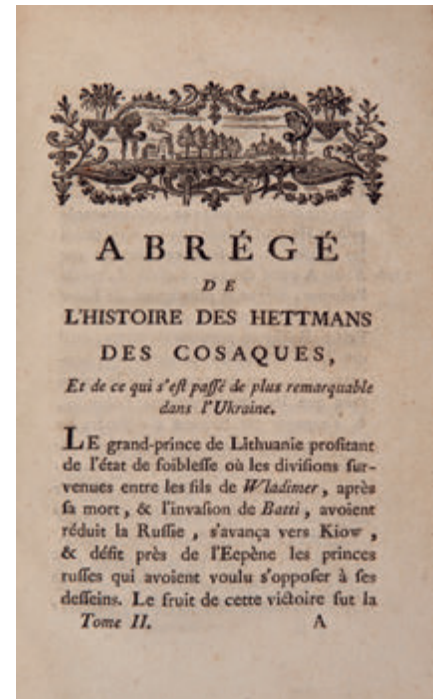 ABRÉGÉ
DE
L'HISTOIRE DES HETTMANS
DES COSAQUES,
Et de ce qui s'eſt paſſé de plus remarquable
dans l'Ukraine.
LE grand-prince de Lithuanie profitant
de l'état de foibleſſe où les diviſions ſur-
venues entre les fils de Wladimer, après
ſa mort, & l'invaſion de Batti, avoient
réduit la Ruſſie, s'avança vers Kiow,
& défit près de l'Eepène les princes
ruſſes qui avoient voulu s'oppoſer à ſes
deſſeins. Le fruit de cette victoire fut la
Tome II. A